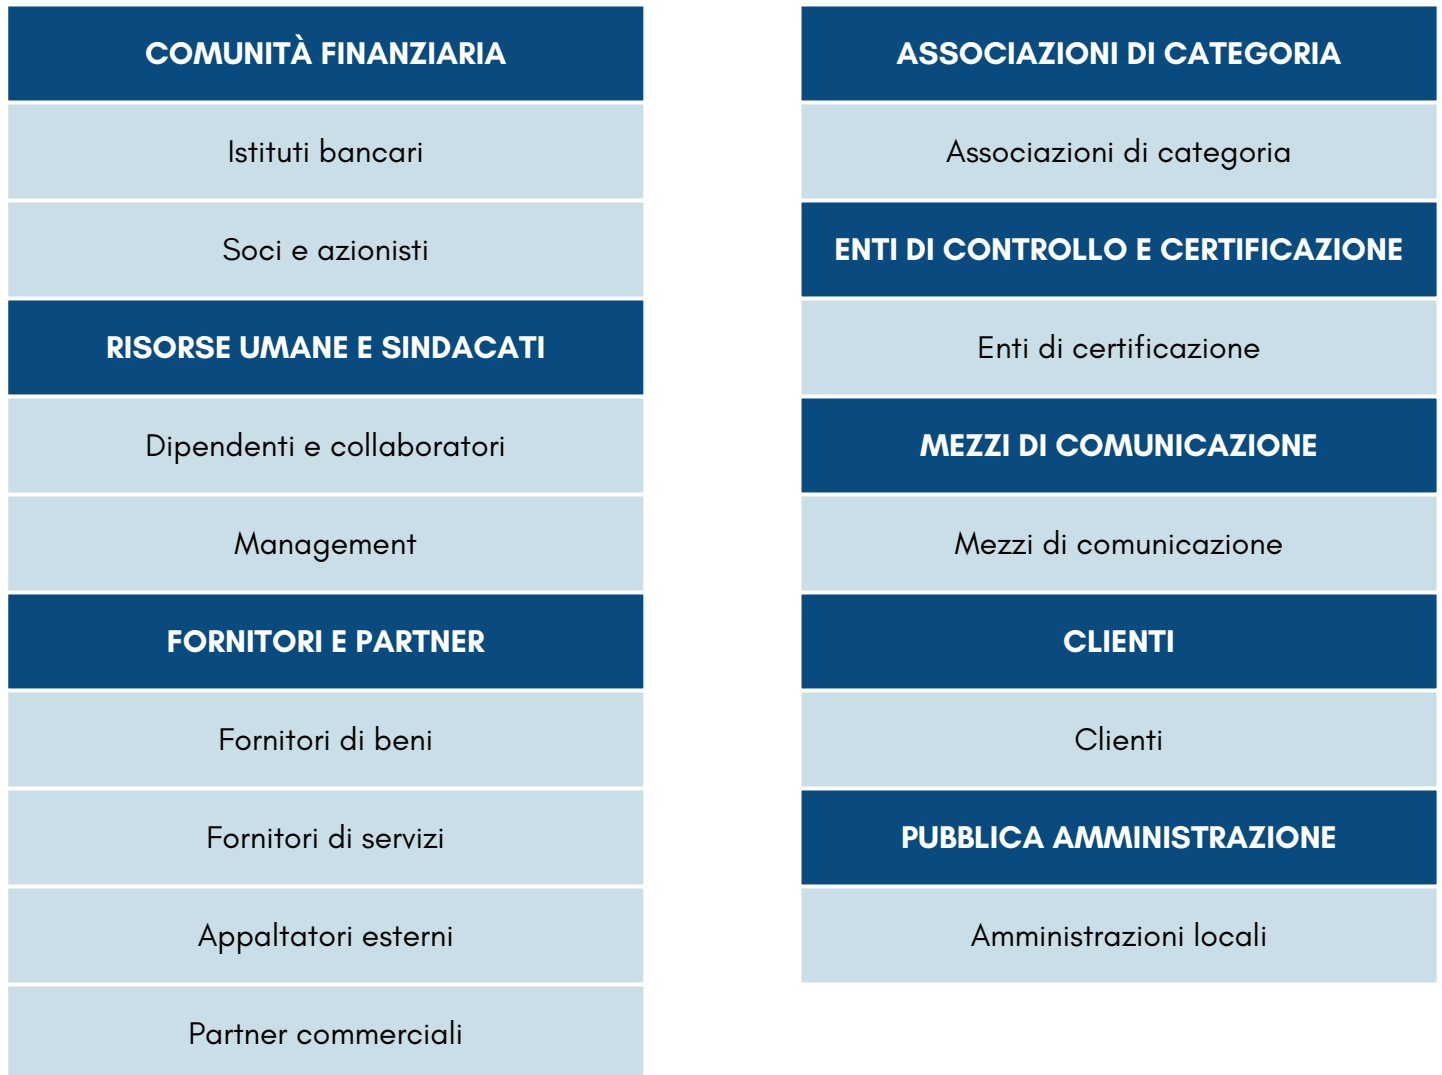 COMUNITÀ FINANZIARIA
Istituti bancari
Soci e azionisti
RISORSE UMANE E SINDACATI
Dipendenti e collaboratori
Management
FORNITORI E PARTNER
Fornitori di beni
Fornitori di servizi
Appaltatori esterni
Partner commerciali
ASSOCIAZIONI DI CATEGORIA
Associazioni di categoria
ENTI DI CONTROLLO E CERTIFICAZIONE
Enti di certificazione
MEZZI DI COMUNICAZIONE
Mezzi di comunicazione
CLIENTI
Clienti
PUBBLICA AMMINISTRAZIONE
Amministrazioni locali